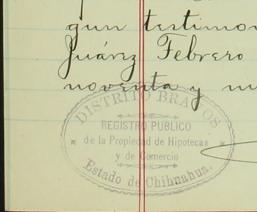 gun testimon
Juárez Febrero
noventa y nu
DISTRITO BRAVOS
REGISTRO PUBLICO
de la Propiedad de Hipotecas
y de Comercio
Estado de Chihuahua.